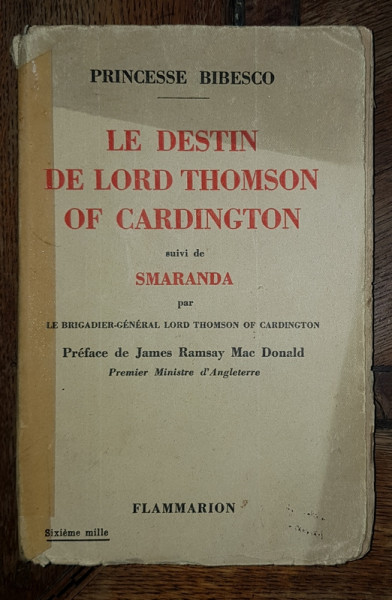 PRINCESSE BIBESCO
LE DESTIN
DE LORD THOMSON
OF CARDINGTON
suivi de
SMARANDA
par
LE BRIGADIER-GÉNÉRAL LORD THOMSON OF CARDINGTON
Préface de James Ramsay Mac Donald
Premier Ministre d'Angleterre
FLAMMARION
Sixième mille